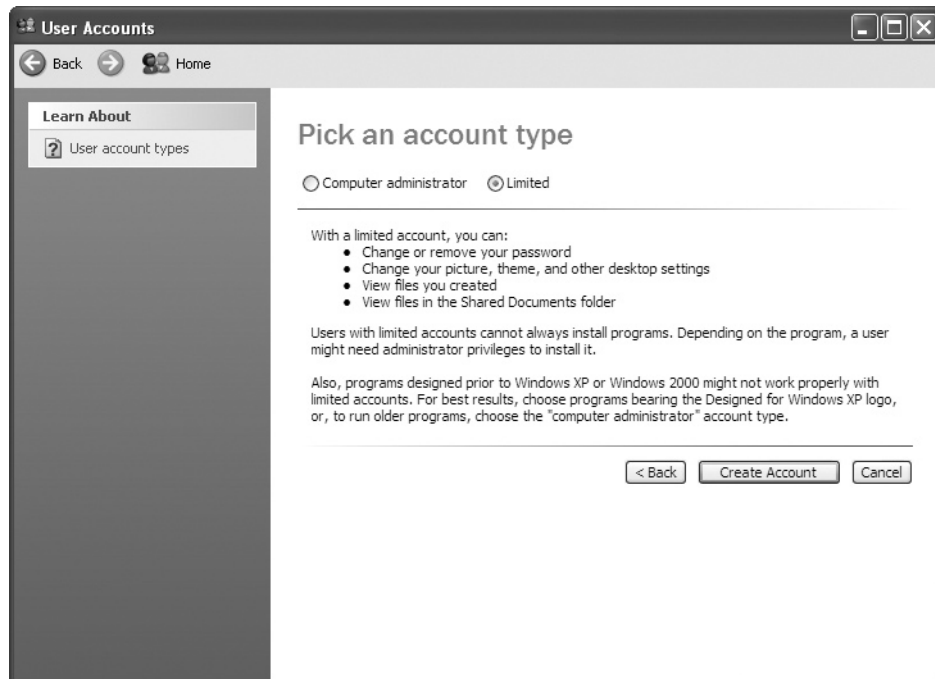 User Accounts
Back Home
Learn About
? User account types
Pick an account type
Computer administrator Limited
With a limited account, you can:
• Change or remove your password
• Change your picture, theme, and other desktop settings
• View files you created
• View files in the Shared Documents folder
Users with limited accounts cannot always install programs. Depending on the program, a user
might need administrator privileges to install it.
Also, programs designed prior to Windows XP or Windows 2000 might not work properly with
limited accounts. For best results, choose programs bearing the Designed for Windows XP logo,
or, to run older programs, choose the "computer administrator" account type.
< Back Create Account Cancel